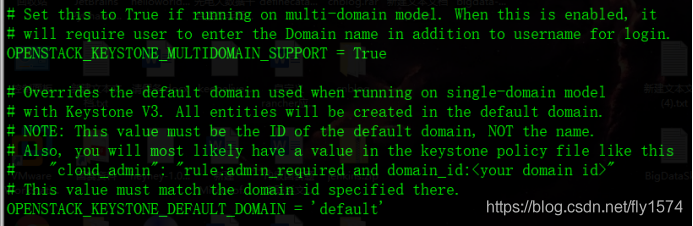 # Set this to True if running on multi-domain model. When this is enabled, it
# will require user to enter the Domain name in addition to username for login.
OPENSTACK_KEYSTONE_MULTIDOMAIN_SUPPORT = True
# Overrides the default domain used when running on single-domain model
# with Keystone V3. All entities will be created in the default domain.
# NOTE: This value must be the ID of the default domain, NOT the name.
# Also, you will most likely have a value in the keystone policy file like this
#    "cloud_admin": "rule:admin_required and domain_id:<your domain id>"
# This value must match the domain id specified there.
OPENSTACK_KEYSTONE_DEFAULT_DOMAIN = 'default'
https://blog.csdn.net/fly1574